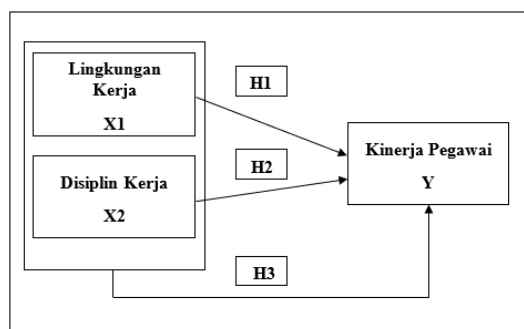 Lingkungan
Kerja
X1
H1
Kinerja Pegawai
Y
H2
Disiplin Kerja
X2
H3